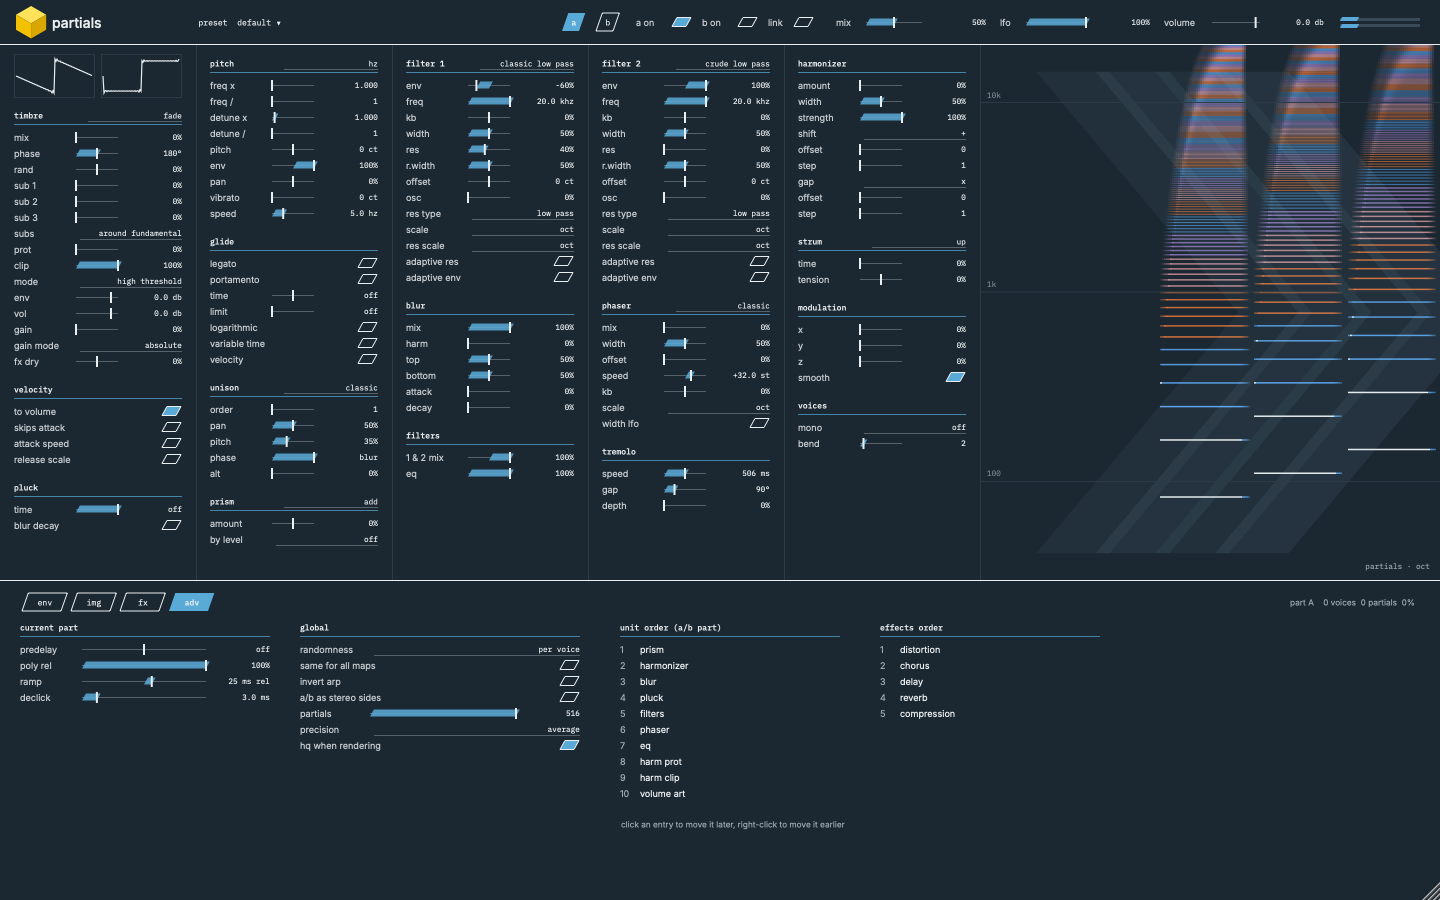 partials
preset default ▾
a b a on b on link mix 50% lfo 100% volume 0.0 db
timbre fade
mix 0%
phase 180°
rand 0%
sub 1 0%
sub 2 0%
sub 3 0%
subs around fundamental
prot 0%
clip 100%
mode high threshold
env 0.0 db
vol 0.0 db
gain 0%
gain mode absolute
fx dry 0%
velocity
to volume
skips attack
attack speed
release scale
pluck
time off
blur decay
pitch hz
freq x 1.000
freq / 1
detune x 1.000
detune / 1
pitch 0 ct
env 100%
pan 0%
vibrato 0 ct
speed 5.0 hz
glide
legato
portamento
time off
limit off
logarithmic
variable time
velocity
unison classic
order 1
pan 50%
pitch 35%
phase blur
alt 0%
prism add
amount 0%
by level off
filter 1 classic low pass
env -60%
freq 20.0 khz
kb 0%
width 50%
res 40%
r.width 50%
offset 0 ct
osc 0%
res type low pass
scale oct
res scale oct
adaptive res
adaptive env
blur
mix 100%
harm 0%
top 50%
bottom 50%
attack 0%
decay 0%
filters
1 & 2 mix 100%
eq 100%
filter 2 crude low pass
env 100%
freq 20.0 khz
kb 0%
width 50%
res 0%
r.width 50%
offset 0 ct
osc 0%
res type low pass
scale oct
res scale oct
adaptive res
adaptive env
phaser classic
mix 0%
width 50%
offset 0%
speed +32.0 st
kb 0%
scale oct
width lfo
tremolo
speed 506 ms
gap 90°
depth 0%
harmonizer
amount 0%
width 50%
strength 100%
shift +
offset 0
step 1
gap x
offset 0
step 1
strum up
time 0%
tension 0%
modulation
x 0%
y 0%
z 0%
smooth
voices
mono off
bend 2
10k
1k
100
partials - oct
env img fx adv
part A 0 voices 0 partials 0%
current part
predelay off
poly rel 100%
ramp 25 ms rel
declick 3.0 ms
global
randomness per voice
same for all maps
invert arp
a/b as stereo sides
partials 516
precision average
hq when rendering
unit order (a/b part)
1 prism
2 harmonizer
3 blur
4 pluck
5 filters
6 phaser
7 eq
8 harm prot
9 harm clip
10 volume art
click an entry to move it later, right-click to move it earlier
effects order
1 distortion
2 chorus
3 delay
4 reverb
5 compression